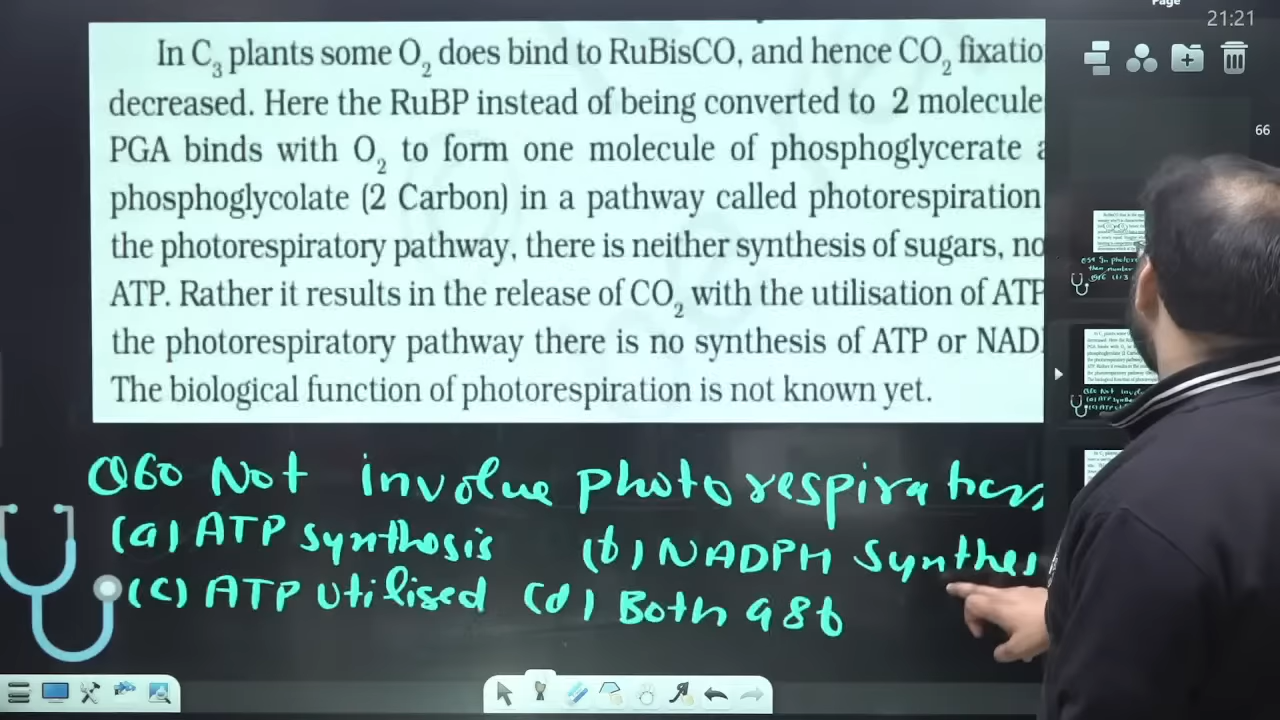 Page
21:21
66
In C₃ plants some O₂ does bind to RuBisCO, and hence CO₂ fixatio
decreased. Here the RuBP instead of being converted to 2 molecule
PGA binds with O₂ to form one molecule of phosphoglycerate
phosphoglycolate (2 Carbon) in a pathway called photorespiration
the photorespiratory pathway, there is neither synthesis of sugars, no
ATP. Rather it results in the release of CO₂ with the utilisation of ATP
the photorespiratory pathway there is no synthesis of ATP or NAD
The biological function of photorespiration is not known yet.
Q60 Not involve photorespiration
(a) ATP synthesis (b) NADPH Synthes
(c) ATP utilised (d) Both a & b